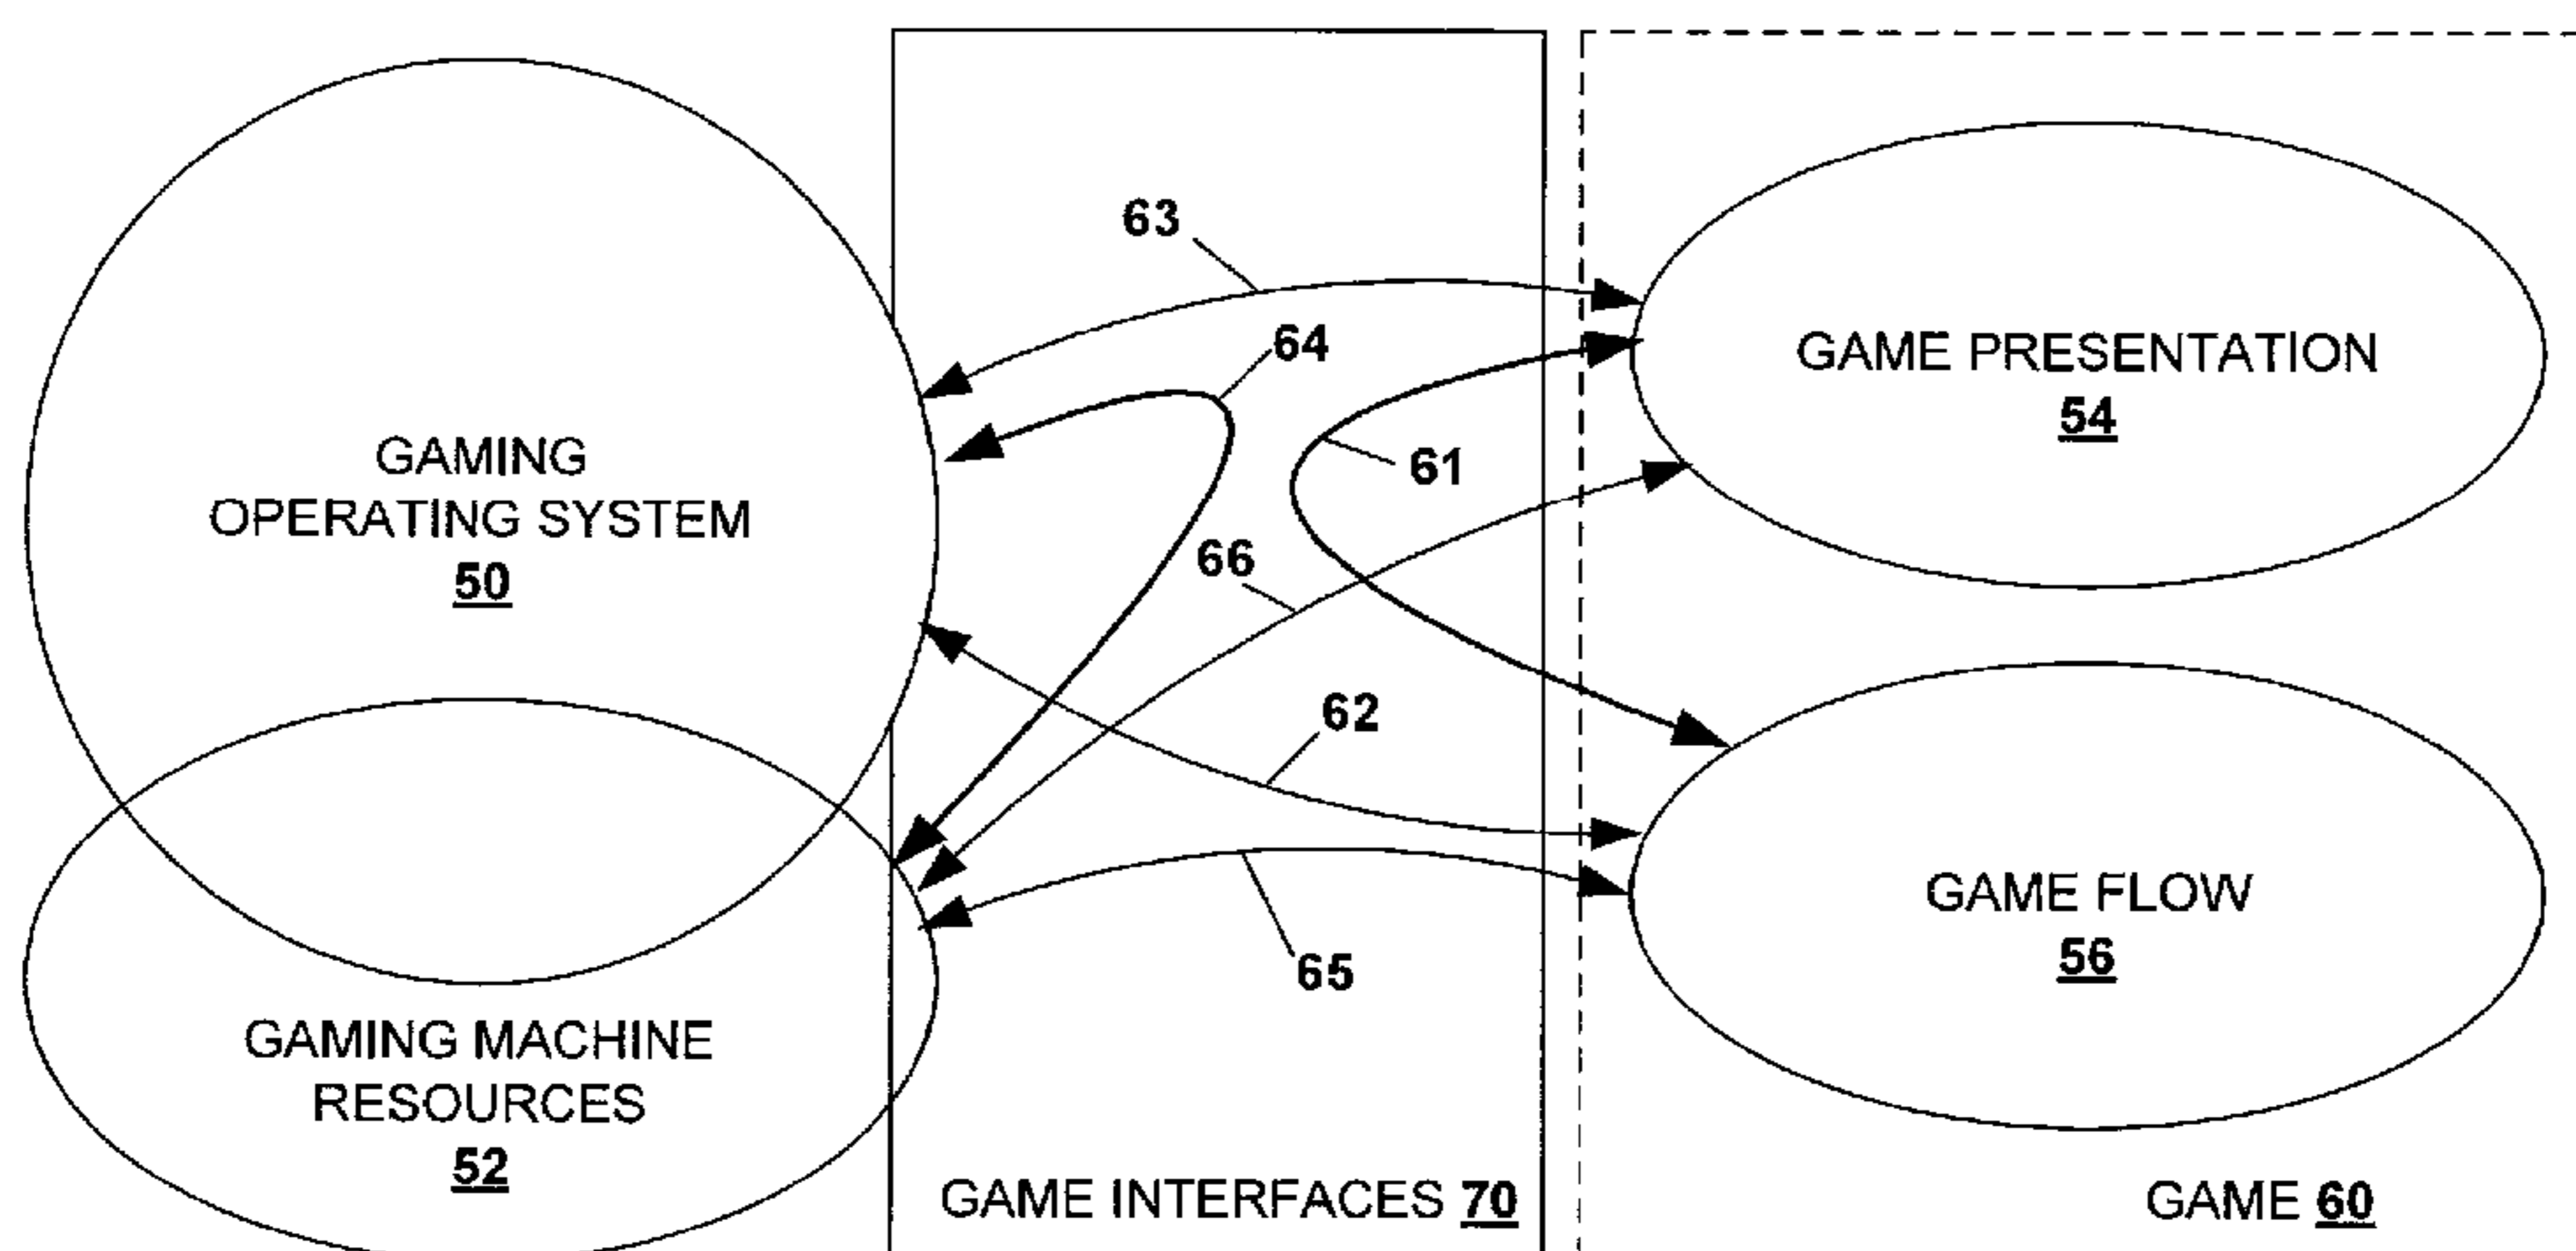 GAMING
OPERATING SYSTEM
50
GAMING MACHINE
RESOURCES
52
63
64
61
66
62
65
GAME INTERFACES 70
GAME PRESENTATION
54
GAME FLOW
56
GAME 60